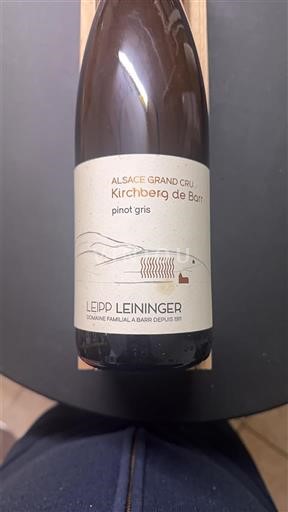 ALSACE GRAND CRU
Kirchberg de Barr
pinot gris
LEIPP LEININGER
DOMAINE FAMILIAL A BARR DEPUIS 1911